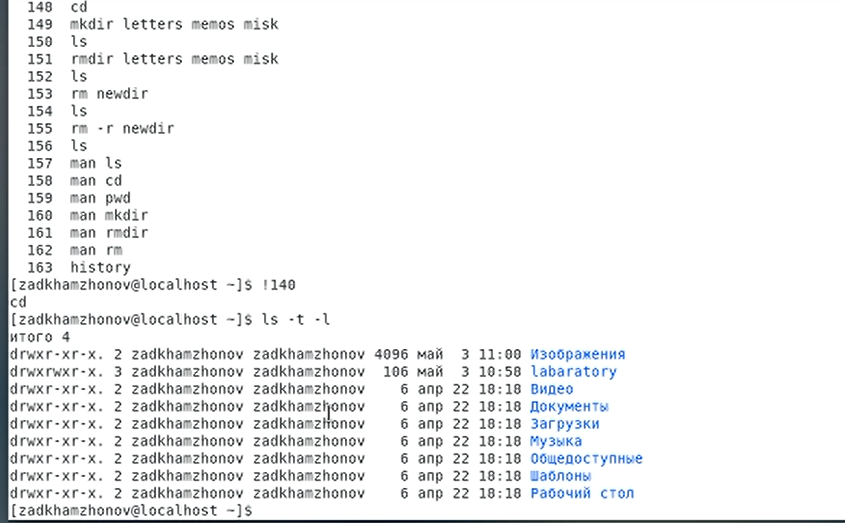 148 cd
149 mkdir letters memos misk
150 ls
151 rmdir letters memos misk
152 ls
153 rm newdir
154 ls
155 rm -r newdir
156 ls
157 man ls
158 man cd
159 man pwd
160 man mkdir
161 man rmdir
162 man rm
163 history
[zadkhamzhonov@localhost ~]$ !140
cd
[zadkhamzhonov@localhost ~]$ ls -t -l
итого 4
drwxr-xr-x. 2 zadkhamzhonov zadkhamzhonov 4096 май 3 11:00 Изображения
drwxrwxr-x. 3 zadkhamzhonov zadkhamzhonov 106 май 3 10:58 labaratory
drwxr-xr-x. 2 zadkhamzhonov zadkhamzhonov 6 апр 22 18:18 Видео
drwxr-xr-x. 2 zadkhamzhonov zadkhamzhonov 6 апр 22 18:18 Документы
drwxr-xr-x. 2 zadkhamzhonov zadkhamzhonov 6 апр 22 18:18 Загрузки
drwxr-xr-x. 2 zadkhamzhonov zadkhamzhonov 6 апр 22 18:18 Музыка
drwxr-xr-x. 2 zadkhamzhonov zadkhamzhonov 6 апр 22 18:18 Общедоступные
drwxr-xr-x. 2 zadkhamzhonov zadkhamzhonov 6 апр 22 18:18 Шаблоны
drwxr-xr-x. 2 zadkhamzhonov zadkhamzhonov 6 апр 22 18:18 Рабочий стол
[zadkhamzhonov@localhost ~]$